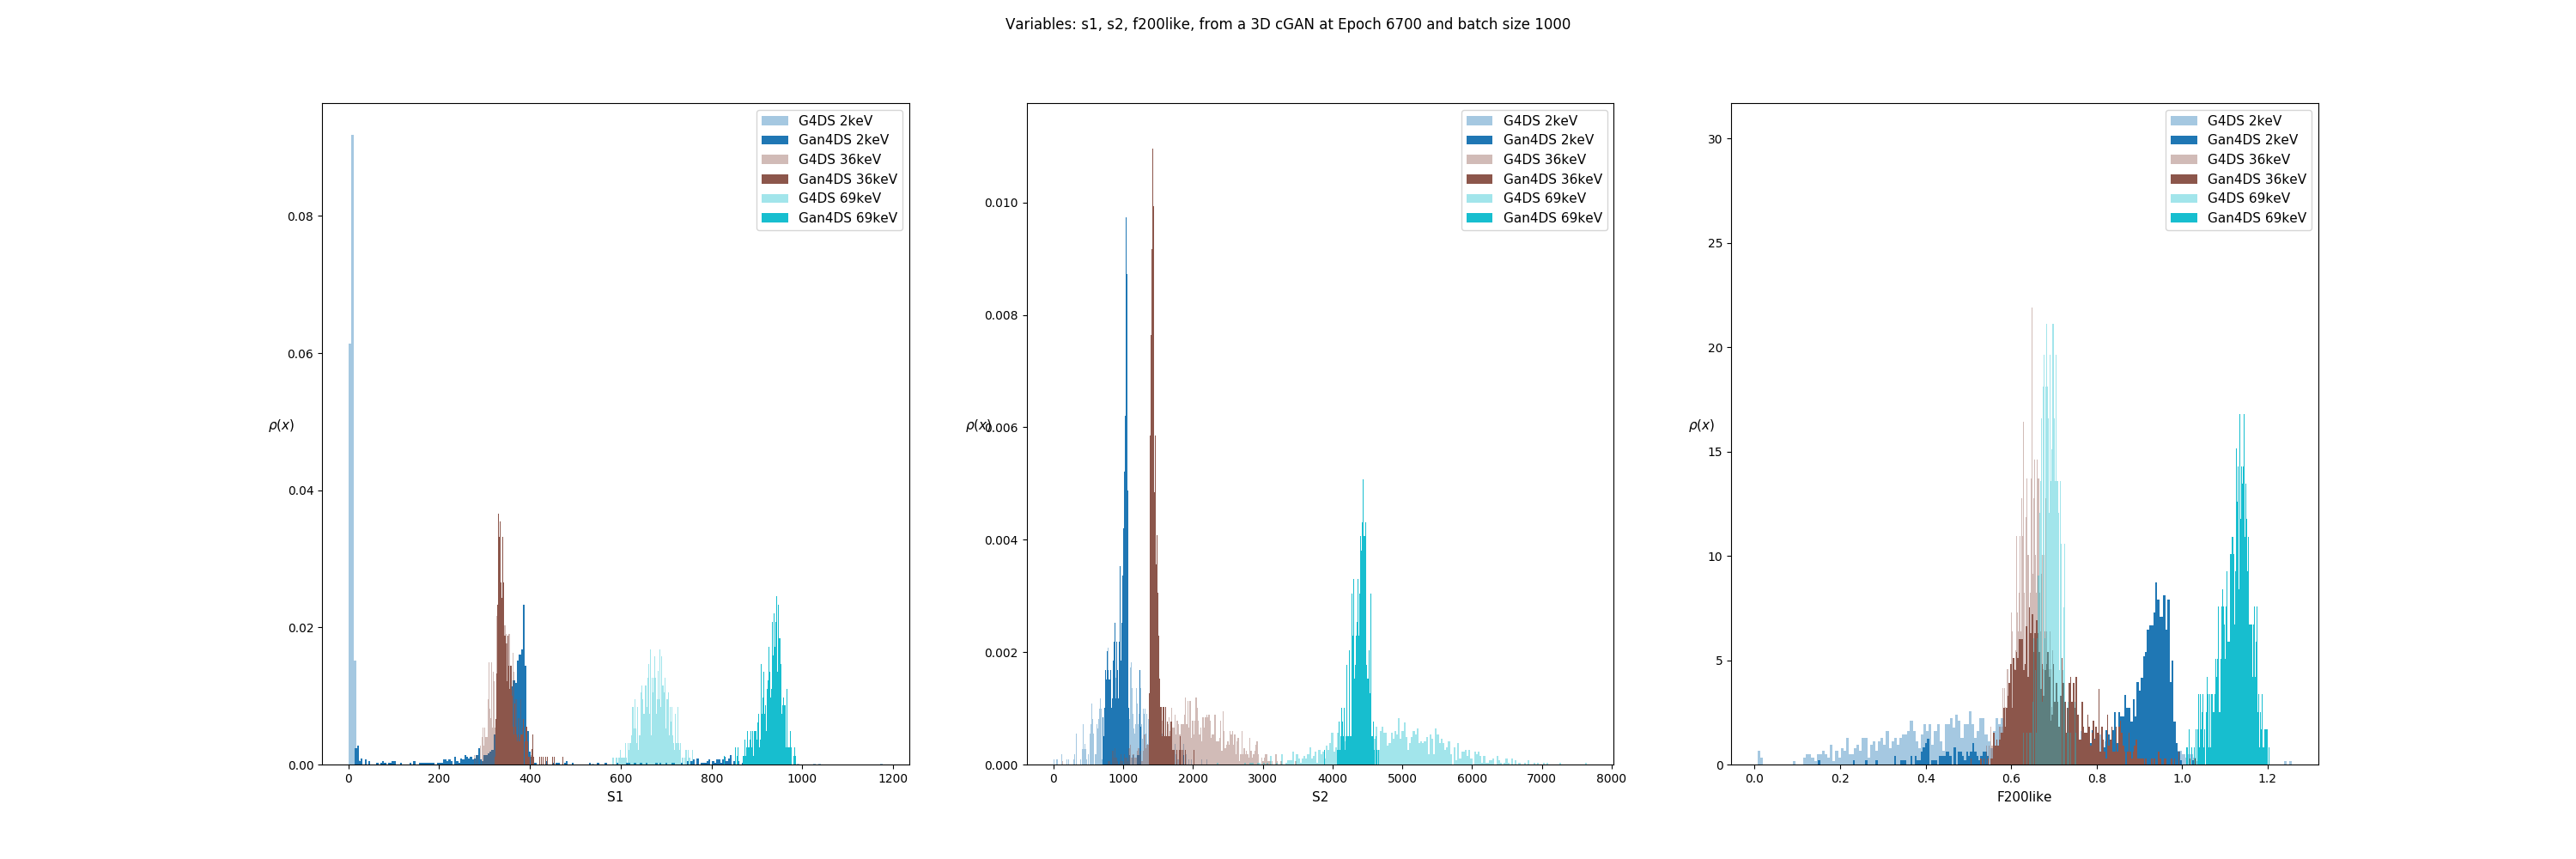 Variables: s1, s2, f200like, from a 3D cGAN at Epoch 6700 and batch size 1000
ρ(x)
0.08
0.06
0.04
0.02
0.00
G4DS 2keV
Gan4DS 2keV
G4DS 36keV
Gan4DS 36keV
G4DS 69keV
Gan4DS 69keV
0 200 400 600 800 1000 1200
S1
ρ(x)
0.010
0.008
0.006
0.004
0.002
0.000
G4DS 2keV
Gan4DS 2keV
G4DS 36keV
Gan4DS 36keV
G4DS 69keV
Gan4DS 69keV
0 1000 2000 3000 4000 5000 6000 7000 8000
S2
ρ(x)
30
25
20
15
10
5
0
G4DS 2keV
Gan4DS 2keV
G4DS 36keV
Gan4DS 36keV
G4DS 69keV
Gan4DS 69keV
0.0 0.2 0.4 0.6 0.8 1.0 1.2
F200like